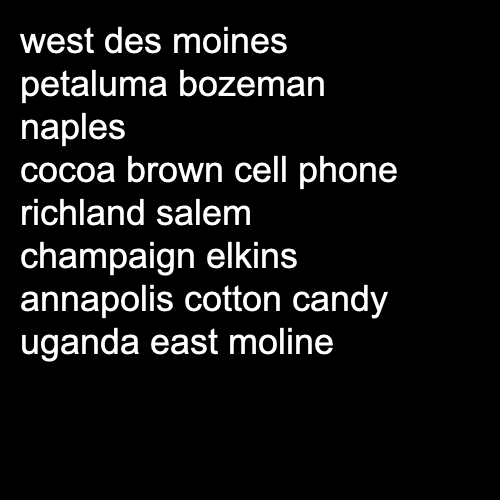 west des moines
petaluma bozeman
naples
cocoa brown cell phone
richland salem
champaign elkins
annapolis cotton candy
uganda east moline